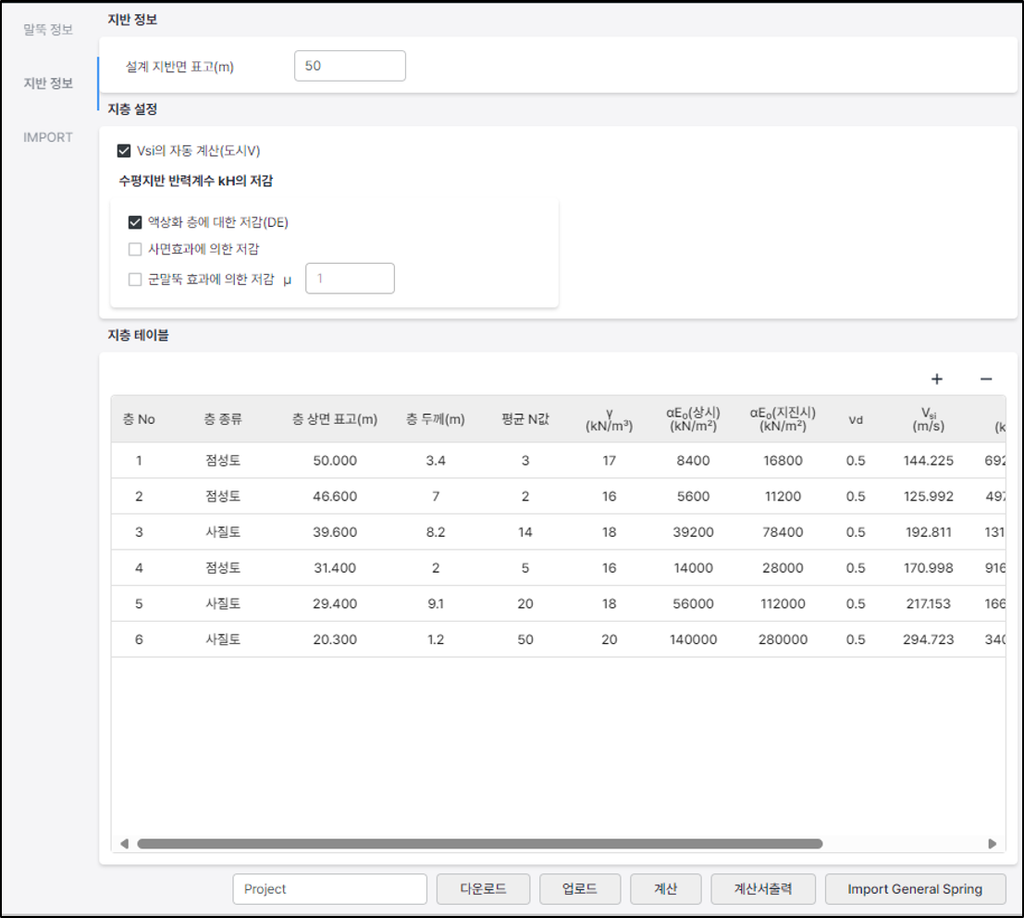 말뚝 정보
지반 정보
IMPORT
지반 정보
설계 지반면 표고(m) 50
지층 설정
Vsi의 자동 계산(도시V)
수평지반 반력계수 kH의 저감
액상화 층에 대한 저감(DE)
사면효과에 의한 저감
군말뚝 효과에 의한 저감 μ 1
지층 테이블
+ −
층 No 층 종류 층 상면 표고(m) 층 두께(m) 평균 N값 γ (kN/m³) αE₀(상시) (kN/m²) αE₀(지진시) (kN/m²) νd Vsi (m/s) (k
1 점성토 50.000 3.4 3 17 8400 16800 0.5 144.225 692
2 점성토 46.600 7 2 16 5600 11200 0.5 125.992 497
3 사질토 39.600 8.2 14 18 39200 78400 0.5 192.811 131
4 점성토 31.400 2 5 16 14000 28000 0.5 170.998 916
5 사질토 29.400 9.1 20 18 56000 112000 0.5 217.153 166
6 사질토 20.300 1.2 50 20 140000 280000 0.5 294.723 340
Project 다운로드 업로드 계산 계산서출력 Import General Spring